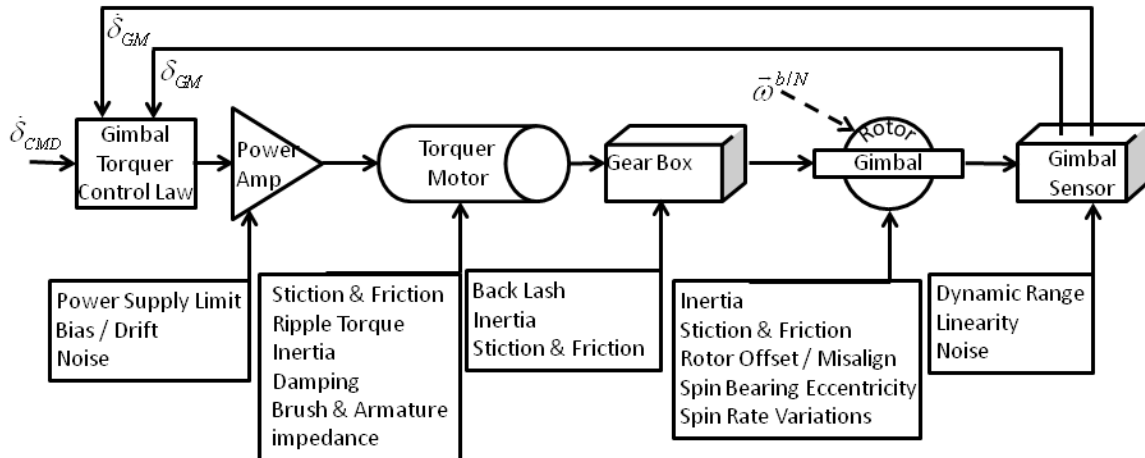 δ̇GM
δGM
δ̇CMD
Gimbal
Torquer
Control Law
Power
Amp
Torquer
Motor
Gear Box
ω⃗ b/N
Rotor
Gimbal
Gimbal
Sensor
Power Supply Limit
Bias / Drift
Noise
Stiction & Friction
Ripple Torque
Inertia
Damping
Brush & Armature
impedance
Back Lash
Inertia
Stiction & Friction
Inertia
Stiction & Friction
Rotor Offset / Misalign
Spin Bearing Eccentricity
Spin Rate Variations
Dynamic Range
Linearity
Noise